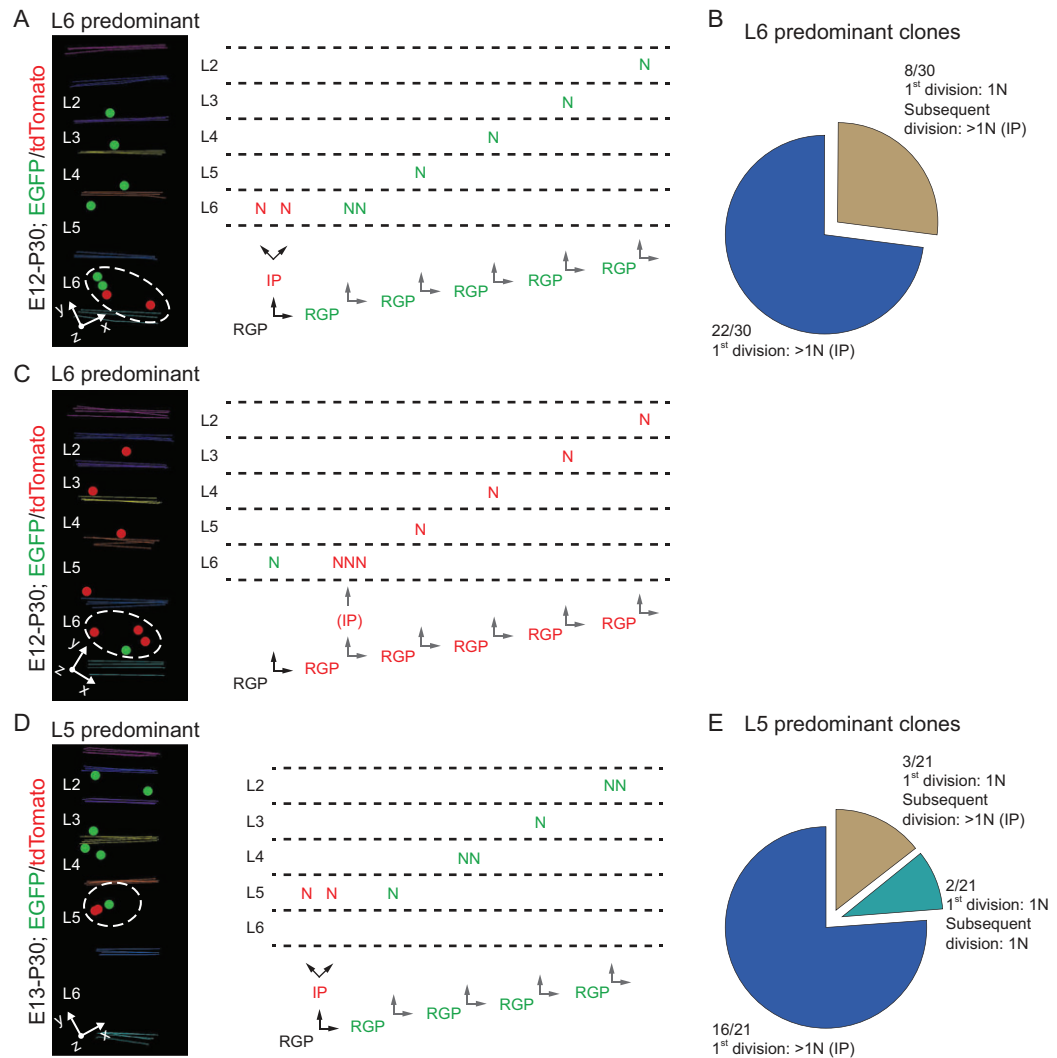 A
L6 predominant
E12-P30; EGFP/tdTomato
L2
L3
L4
L5
L6
y
z
x
L2
N
L3
N
L4
N
L5
N
L6
N N NN
IP
RGP RGP RGP RGP RGP RGP
B
L6 predominant clones
8/30
1st division: 1N
Subsequent
division: >1N (IP)
22/30
1st division: >1N (IP)
C
L6 predominant
E12-P30; EGFP/tdTomato
L2
L3
L4
L5
L6
y
z
x
L2
N
L3
N
L4
N
L5
N
L6
N NNN
(IP)
RGP RGP RGP RGP RGP RGP
D
L5 predominant
E13-P30; EGFP/tdTomato
L2
L3
L4
L5
L6
y
z
x
L2
NN
L3
N
L4
NN
L5
N N N
L6
IP
RGP RGP RGP RGP RGP
E
L5 predominant clones
3/21
1st division: 1N
Subsequent
division: >1N (IP)
2/21
1st division: 1N
Subsequent
division: 1N
16/21
1st division: >1N (IP)